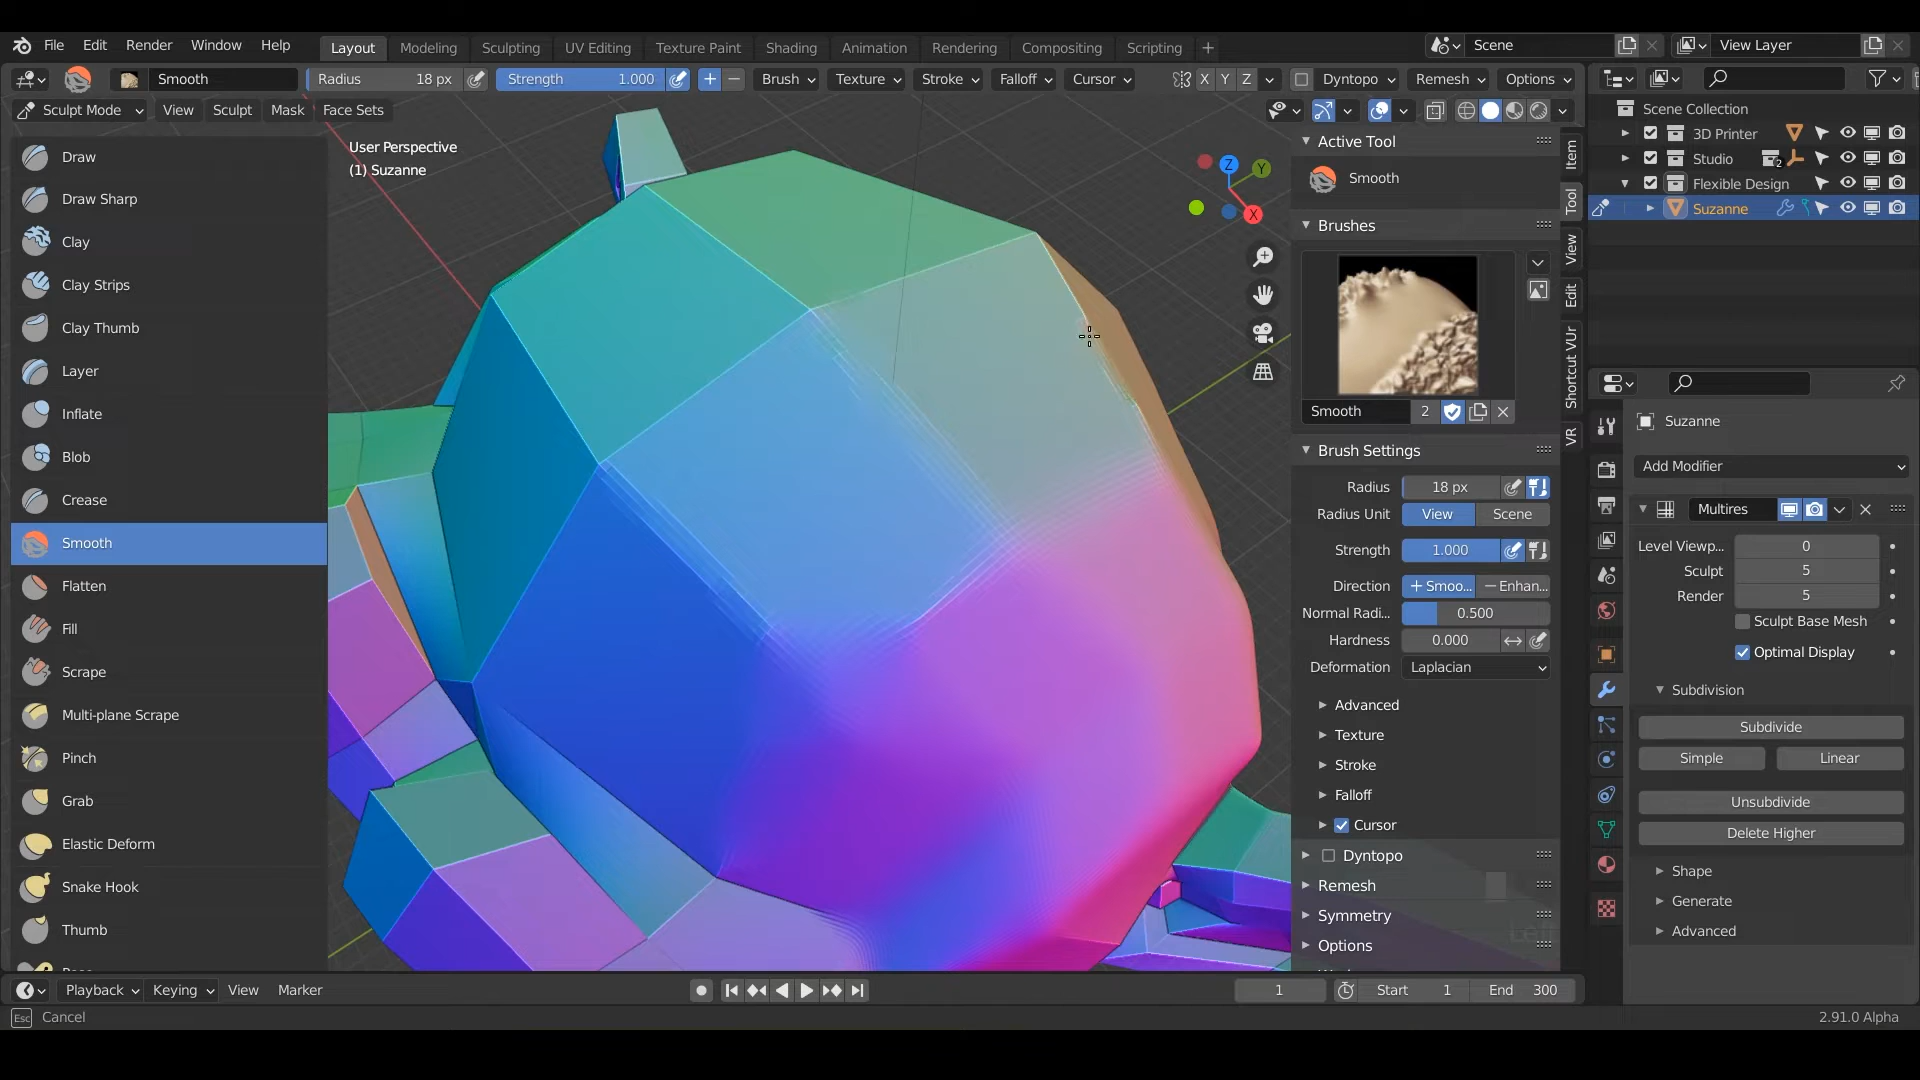 File Edit Render Window Help Layout Modeling Sculpting UV Editing Texture Paint Shading Animation Rendering Compositing Scripting + Scene View Layer
Smooth Radius 18 px Strength 1.000 + − Brush Texture Stroke Falloff Cursor X Y Z Dyntopo Remesh Options
Sculpt Mode View Sculpt Mask Face Sets
Draw
Draw Sharp
Clay
Clay Strips
Clay Thumb
Layer
Inflate
Blob
Crease
Smooth
Flatten
Fill
Scrape
Multi-plane Scrape
Pinch
Grab
Elastic Deform
Snake Hook
Thumb
User Perspective
(1) Suzanne
Z
Y
X
Active Tool
Smooth
Brushes
Smooth 2
Brush Settings
Radius 18 px
Radius Unit View Scene
Strength 1.000
Direction + Smoo... − Enhan...
Normal Radi... 0.500
Hardness 0.000
Deformation Laplacian
Advanced
Texture
Stroke
Falloff
Cursor
Dyntopo
Remesh
Symmetry
Options
Item
Tool
View
Edit
Shortcut VUr
VR
Scene Collection
3D Printer
Studio 2
Flexible Design
Suzanne
Suzanne
Add Modifier
Multires
Level Viewp... 0
Sculpt 5
Render 5
Sculpt Base Mesh
Optimal Display
Subdivision
Subdivide
Simple Linear
Unsubdivide
Delete Higher
Shape
Generate
Advanced
Playback Keying View Marker 1 Start 1 End 300
Esc Cancel 2.91.0 Alpha